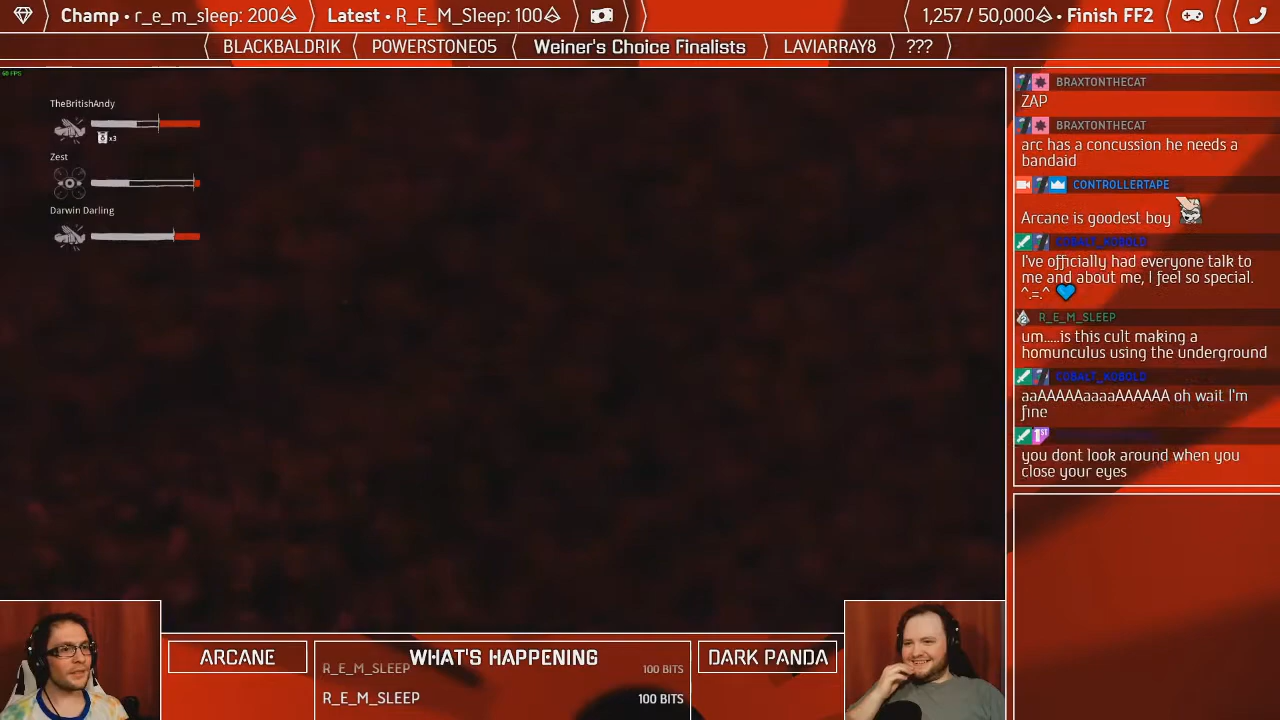 Champ • r_e_m_sleep: 200
Latest • R_E_M_Sleep: 100
1,257 / 50,000 • Finish FF2
BLACKBALDRIK
POWERSTONE05
Weiner's Choice Finalists
LAVIARRAY8
???
60 FPS
TheBritishAndy
x3
Zest
Darwin Darling
BRAXTONTHECAT
ZAP
BRAXTONTHECAT
arc has a concussion he needs a
bandaid
CONTROLLERTAPE
Arcane is goodest boy
COBALT_KOBOLD
I've officially had everyone talk to
me and about me, I feel so special.
^.=.^
R_E_M_SLEEP
um.....is this cult making a
homunculus using the underground
COBALT_KOBOLD
aaAAAAAaaaaAAAAAA oh wait I'm
fine
1ST
you dont look around when you
close your eyes
ARCANE
WHAT'S HAPPENING
R_E_M_SLEEP 100 BITS
R_E_M_SLEEP 100 BITS
DARK PANDA